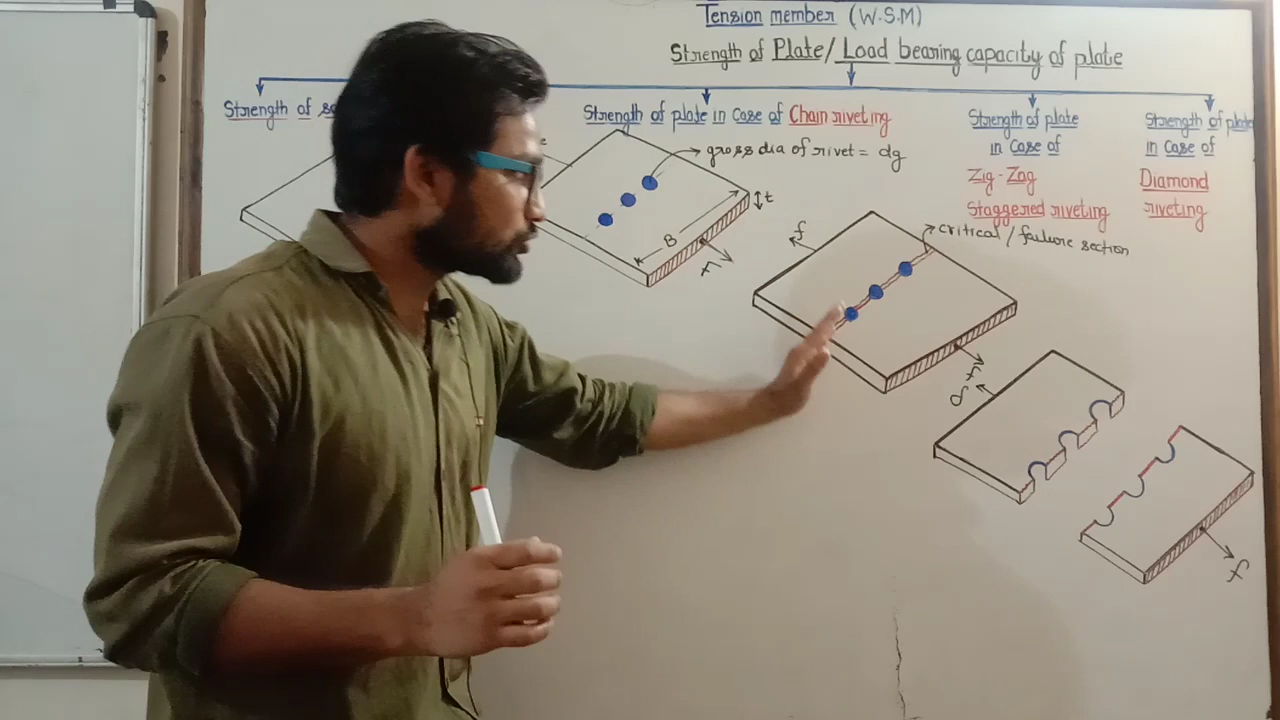 Tension member (W.S.M)
Strength of Plate/Load bearing capacity of plate
Strength of
Strength of plate in case of Chain riveting
Strength of plate
in case of
Zig-Zag
Staggered riveting
Strength of plate
in case of
Diamond
riveting
gross dia of rivet = dg
t
B
f
critical/failure section
f
f
f